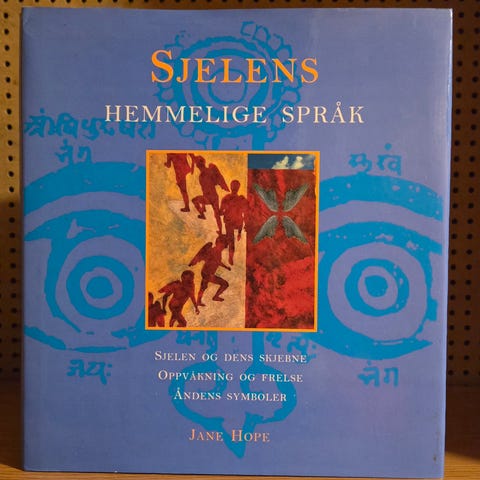 SJELENS
HEMMELIGE SPRÅK
SJELEN OG DENS SKJEBNE
OPPVÅKNING OG FRELSE
ÅNDENS SYMBOLER
JANE HOPE